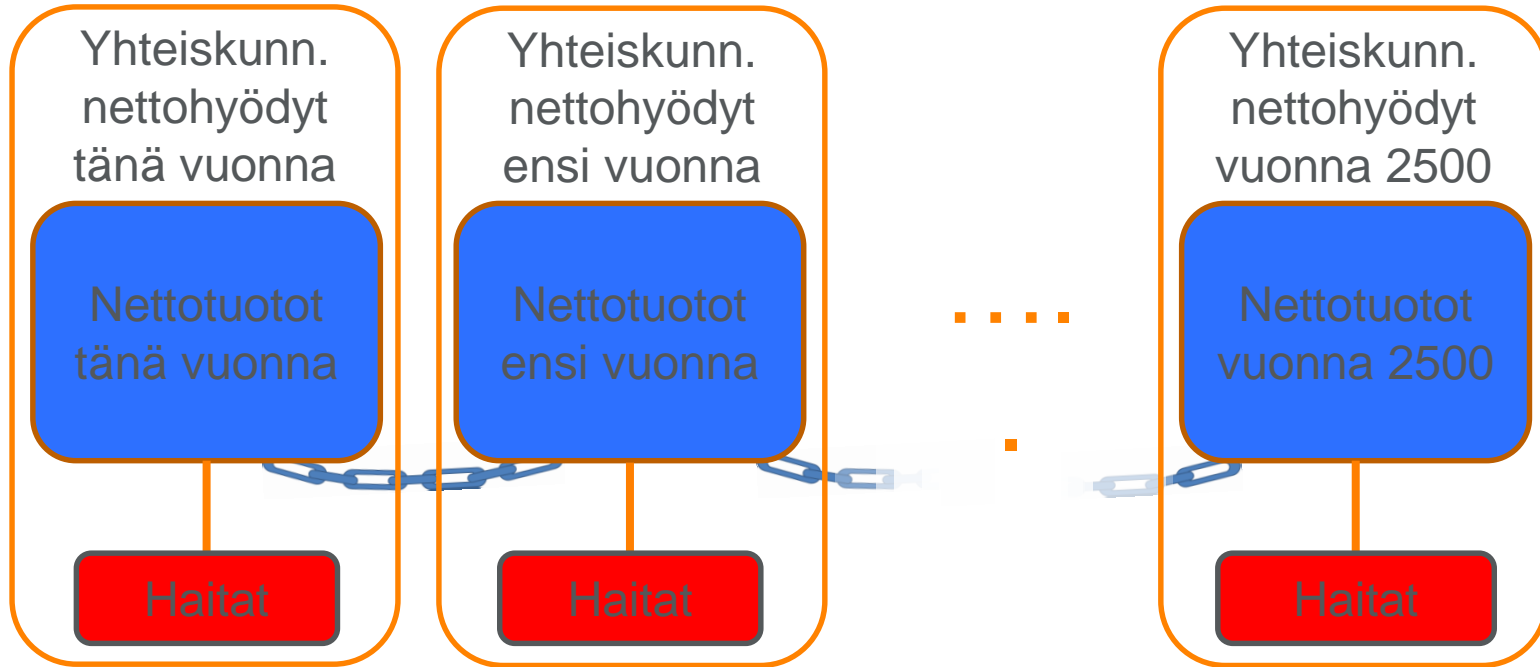 Yhteiskunn.
nettohyödyt
tänä vuonna
Nettotuotot
tänä vuonna
Haitat
Yhteiskunn.
nettohyödyt
ensi vuonna
Nettotuotot
ensi vuonna
Haitat
.....
Yhteiskunn.
nettohyödyt
vuonna 2500
Nettotuotot
vuonna 2500
Haitat